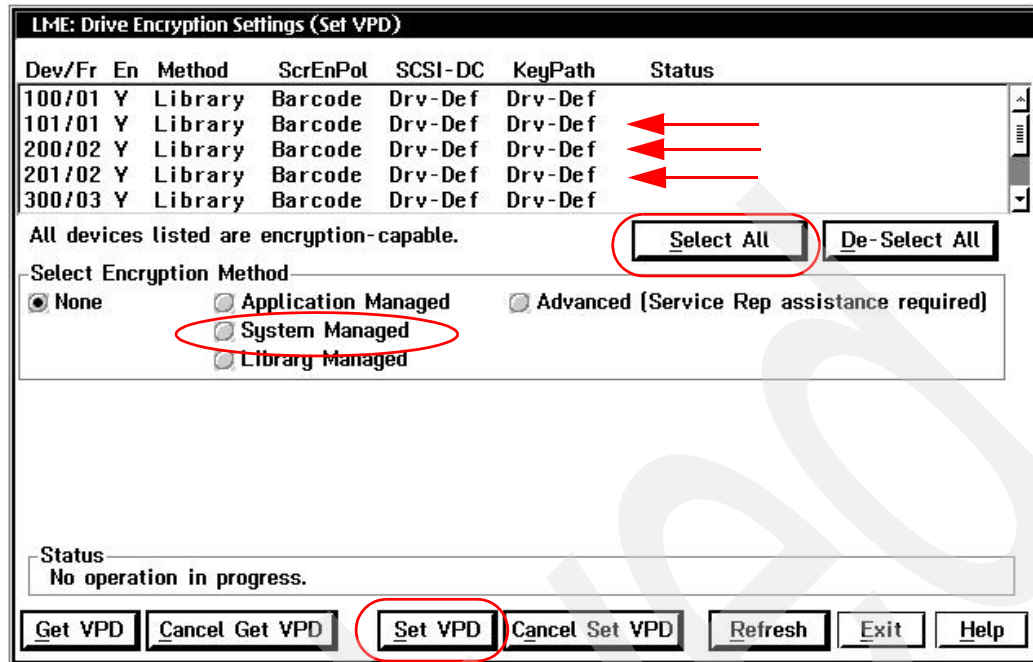 LME: Drive Encryption Settings (Set VPD)
Dev/Fr En Method ScrEnPol SCSI-DC KeyPath Status
100/01 Y Library Barcode Drv-Def Drv-Def
101/01 Y Library Barcode Drv-Def Drv-Def
200/02 Y Library Barcode Drv-Def Drv-Def
201/02 Y Library Barcode Drv-Def Drv-Def
300/03 Y Library Barcode Drv-Def Drv-Def
All devices listed are encryption-capable. Select All De-Select All
Select Encryption Method
None Application Managed Advanced (Service Rep assistance required)
System Managed
Library Managed
Status
No operation in progress.
Get VPD Cancel Get VPD Set VPD Cancel Set VPD Refresh Exit Help